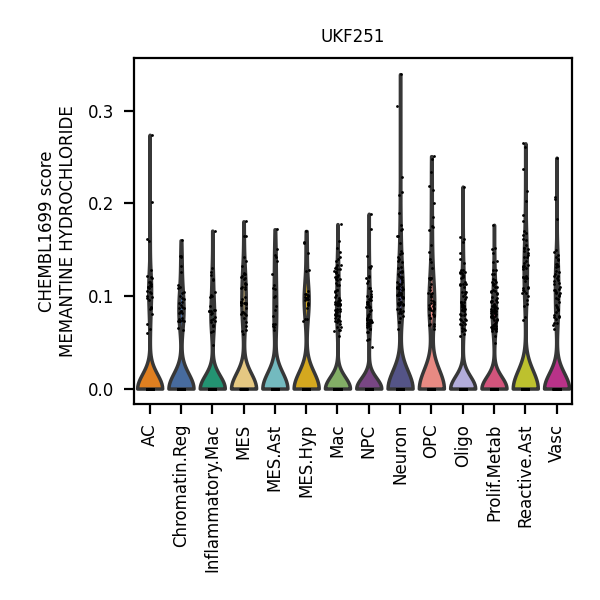 UKF251
CHEMBL1699 score
MEMANTINE HYDROCHLORIDE
0.3
0.2
0.1
0.0
AC
Chromatin.Reg
Inflammatory.Mac
MES
MES.Ast
MES.Hyp
Mac
NPC
Neuron
OPC
Oligo
Prolif.Metab
Reactive.Ast
Vasc